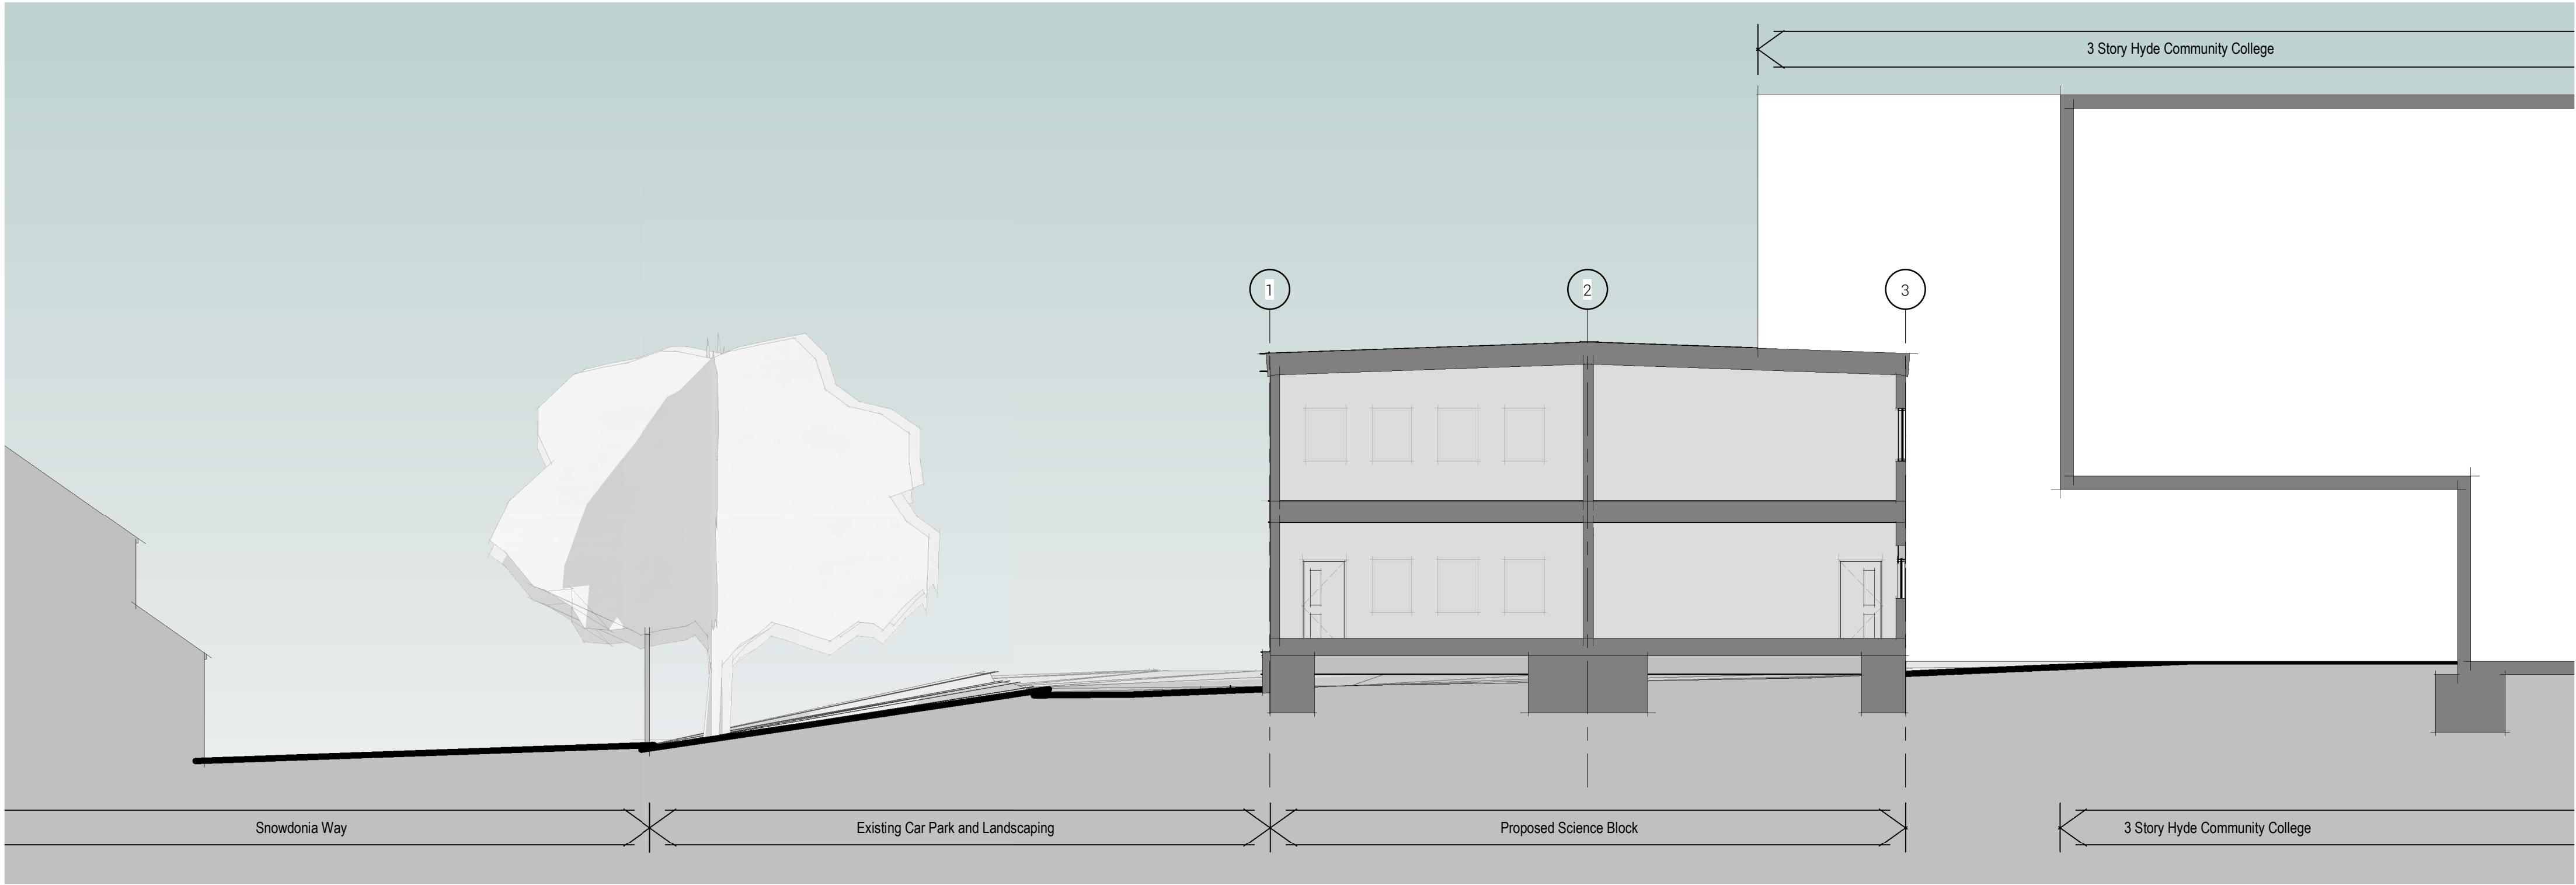 3 Story Hyde Community College
1
2
3
Snowdonia Way
Existing Car Park and Landscaping
Proposed Science Block
3 Story Hyde Community College